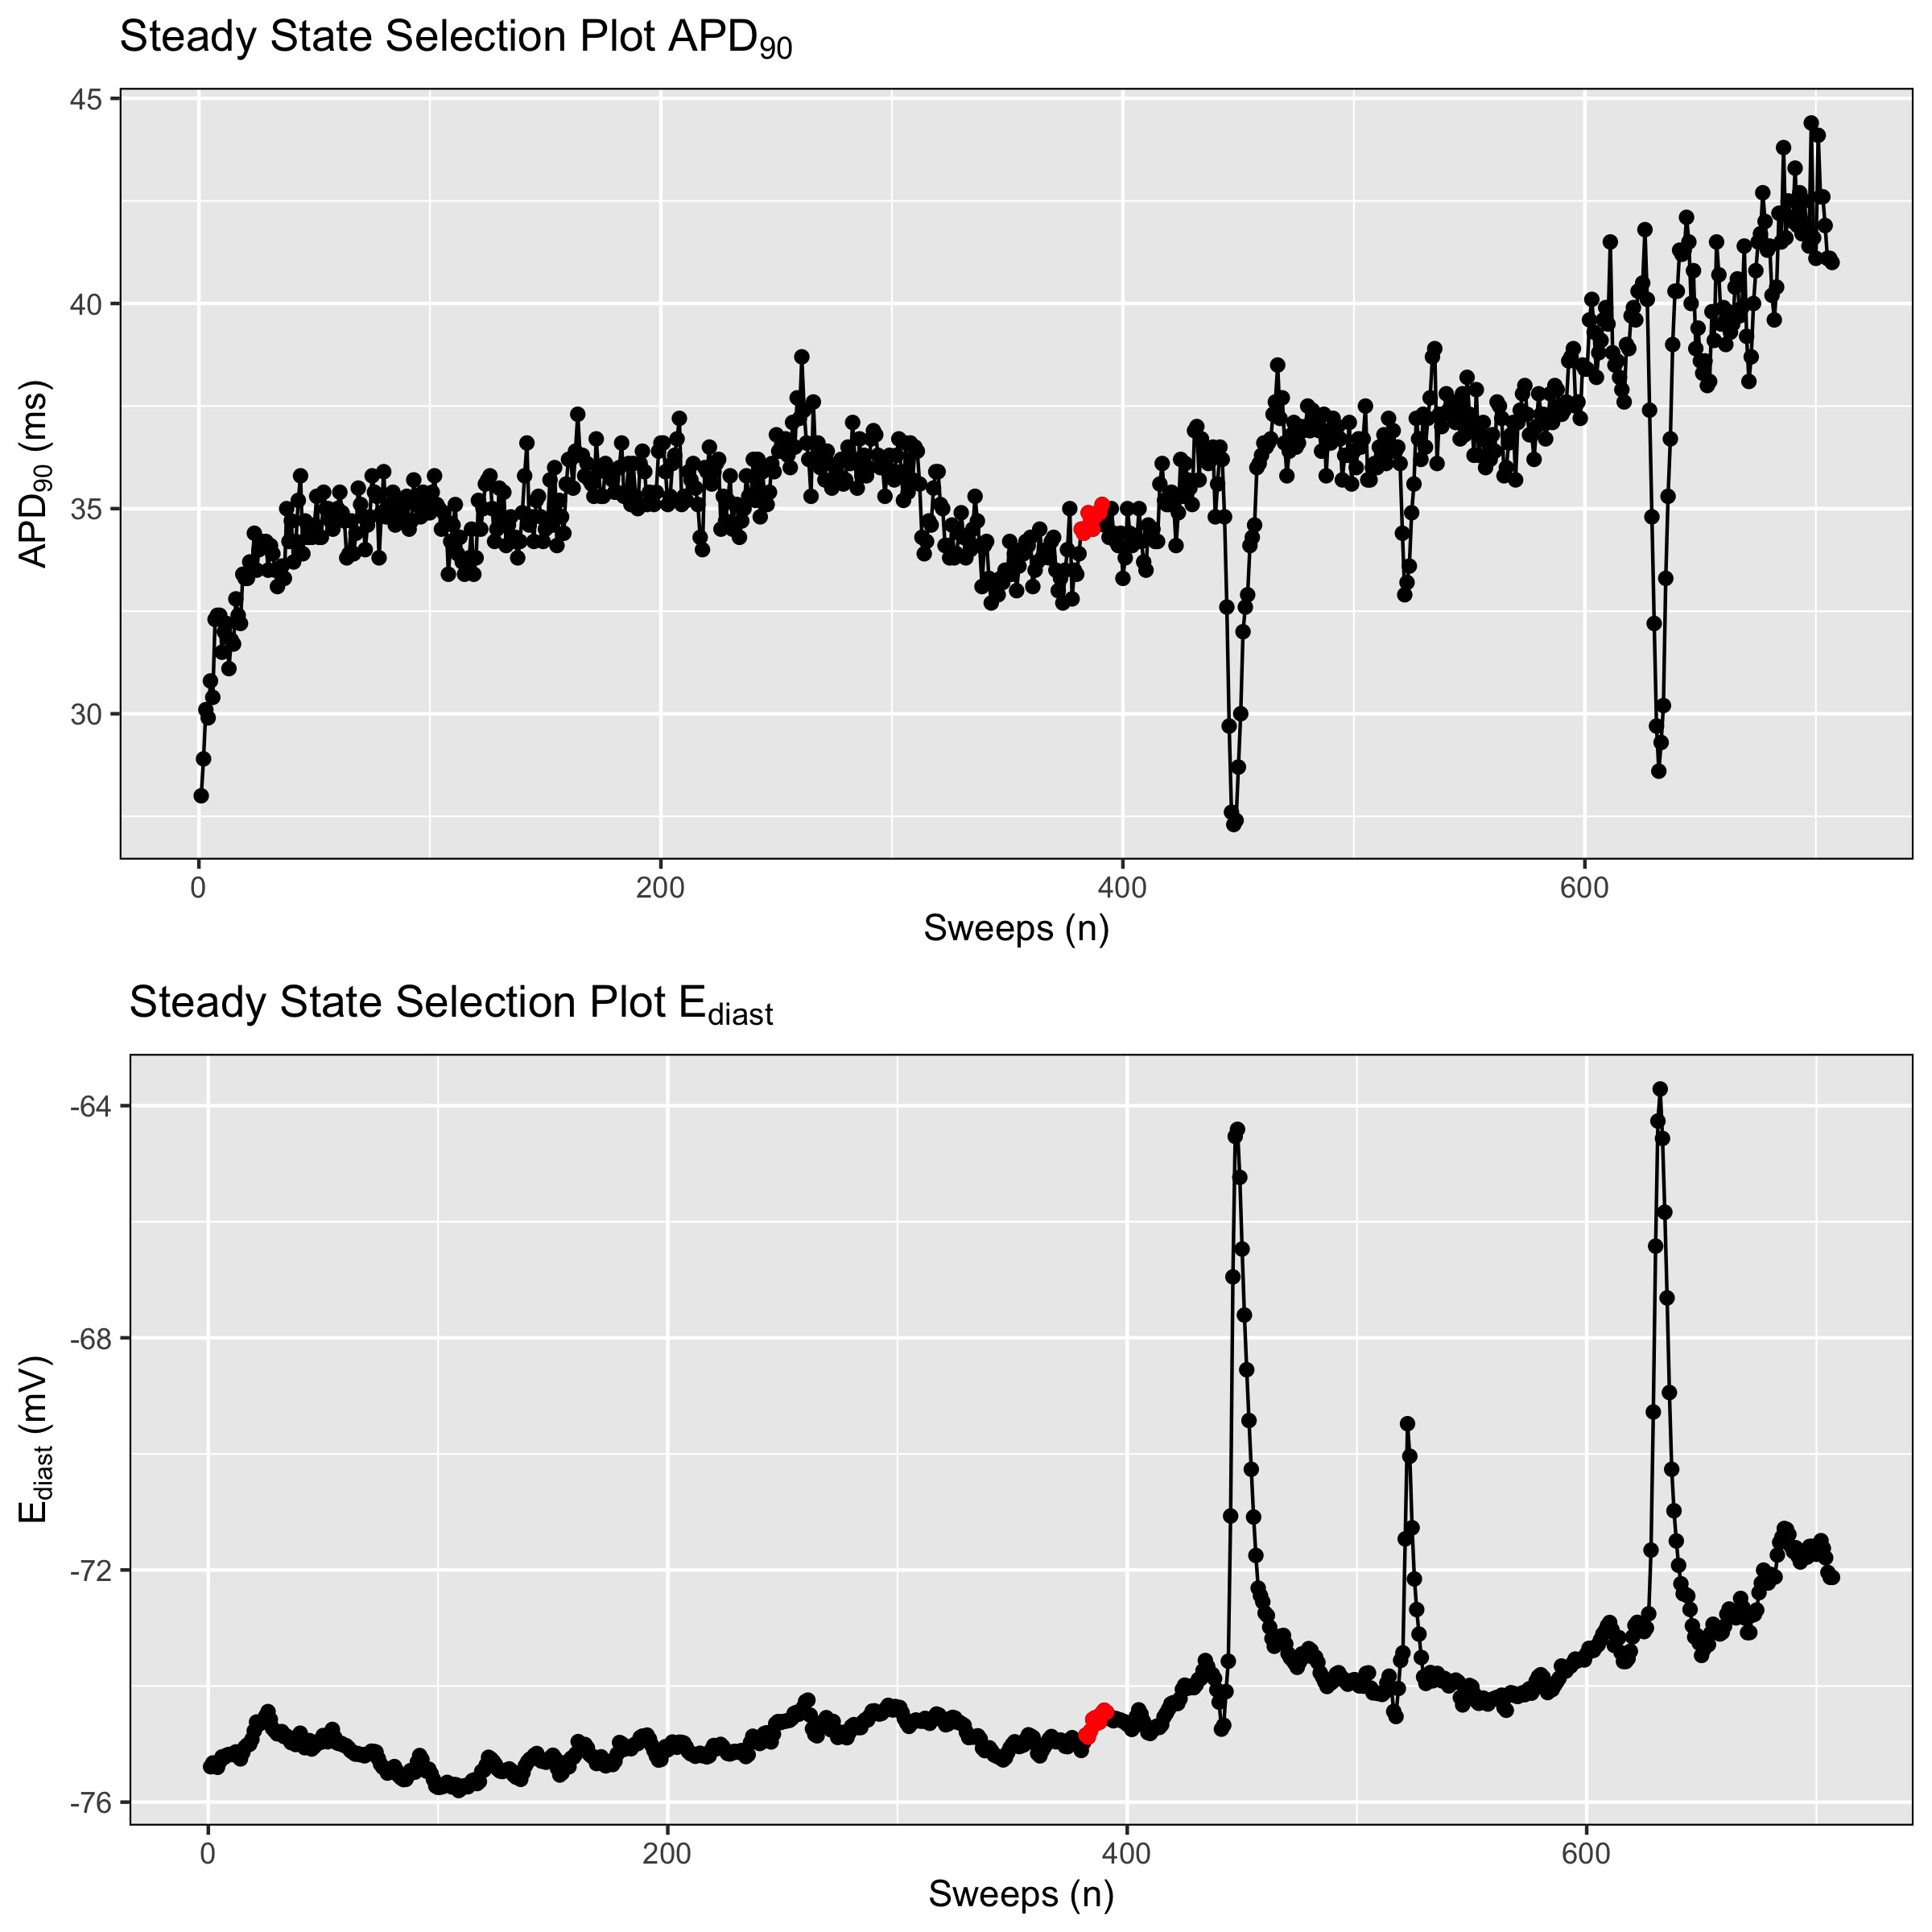 Steady State Selection Plot APD90
45
40
35
30
APD90 (ms)
0 200 400 600
Sweeps (n)
Steady State Selection Plot Ediast
-64
-68
-72
-76
Ediast (mV)
0 200 400 600
Sweeps (n)